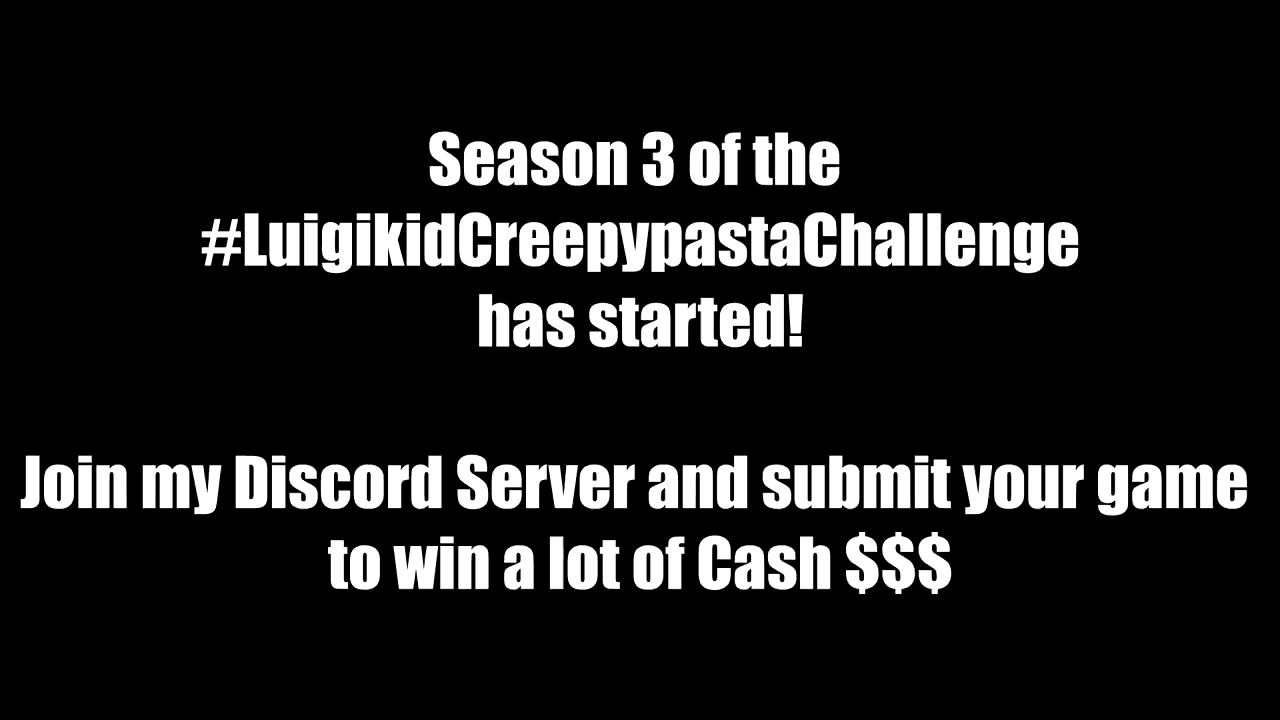 Season 3 of the
#LuigikidCreepypastaChallenge
has started!
Join my Discord Server and submit your game
to win a lot of Cash $$$